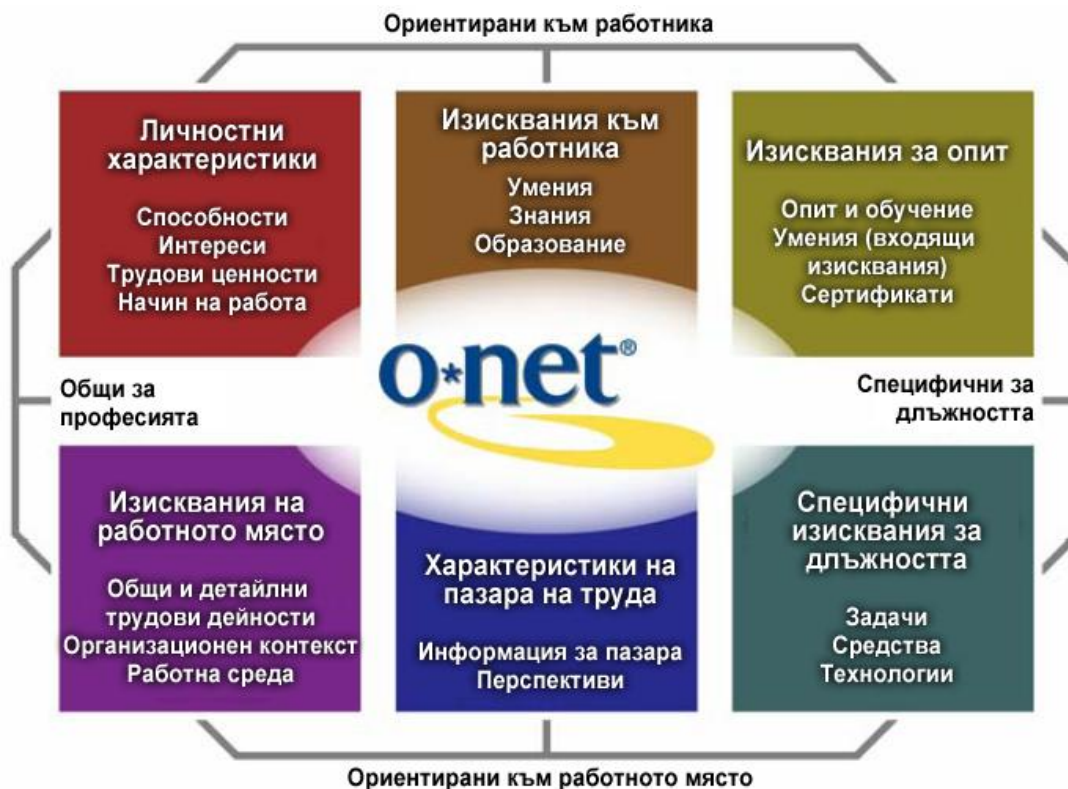 Ориентирани към работника
Личностни
характеристики
Способности
Интереси
Трудови ценности
Начин на работа
Изисквания към
работника
Умения
Знания
Образование
Изисквания за опит
Опит и обучение
Умения (входящи
изисквания)
Сертификати
Общи за
професията
o*net®
Специфични за
длъжността
Изисквания на
работното място
Общи и детайлни
трудови дейности
Организационен контекст
Работна среда
Характеристики на
пазара на труда
Информация за пазара
Перспективи
Специфични
изисквания за
длъжността
Задачи
Средства
Технологии
Ориентирани към работното място